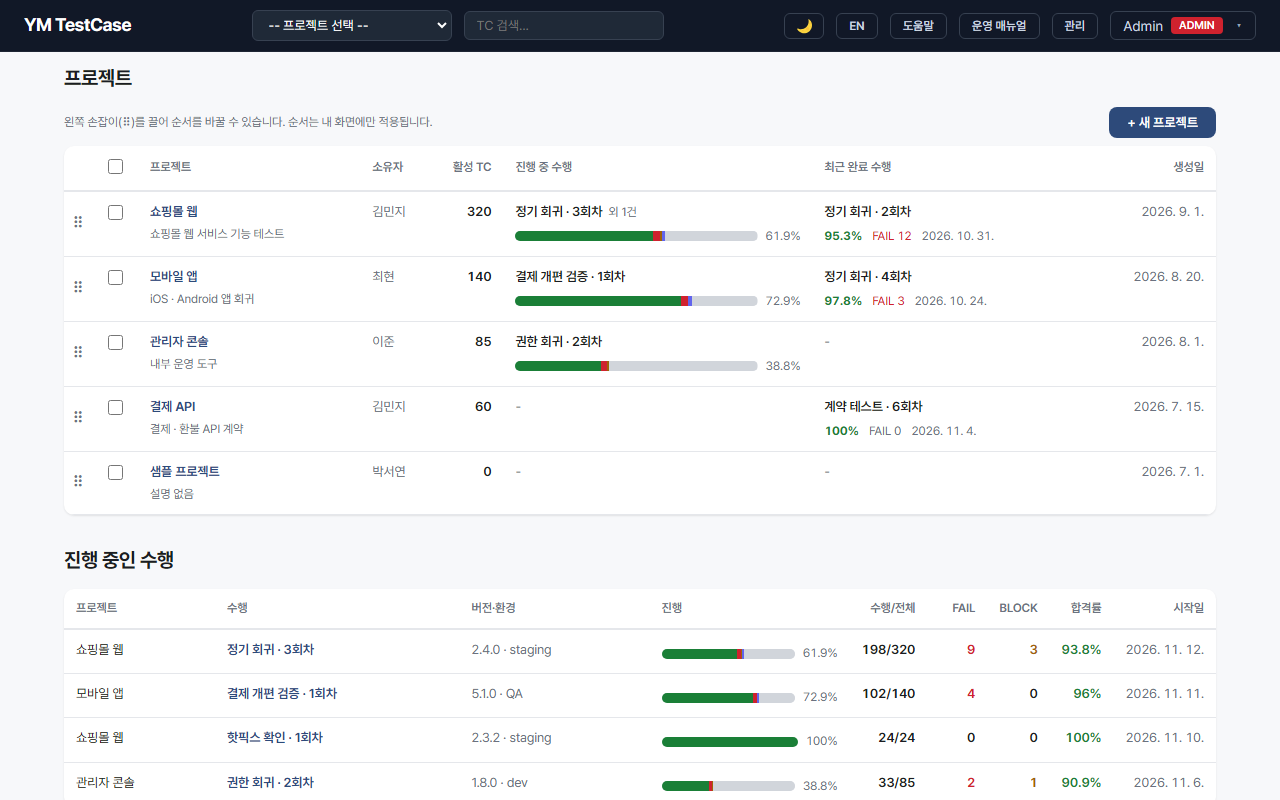 YM TestCase
-- 프로젝트 선택 --
TC 검색...
EN
도움말
운영 매뉴얼
관리
Admin ADMIN
프로젝트
왼쪽 손잡이(⠿)를 끌어 순서를 바꿀 수 있습니다. 순서는 내 화면에만 적용됩니다.
+ 새 프로젝트
프로젝트 소유자 활성 TC 진행 중 수행 최근 완료 수행 생성일
쇼핑몰 웹 김민지 320 정기 회귀 · 3회차 외 1건 정기 회귀 · 2회차 2026. 9. 1.
쇼핑몰 웹 서비스 기능 테스트 61.9% 95.3% FAIL 12 2026. 10. 31.
모바일 앱 최현 140 결제 개편 검증 · 1회차 정기 회귀 · 4회차 2026. 8. 20.
iOS · Android 앱 회귀 72.9% 97.8% FAIL 3 2026. 10. 24.
관리자 콘솔 이준 85 권한 회귀 · 2회차 - 2026. 8. 1.
내부 운영 도구 38.8%
결제 API 김민지 60 - 계약 테스트 · 6회차 2026. 7. 15.
결제 · 환불 API 계약 100% FAIL 0 2026. 11. 4.
샘플 프로젝트 박서연 0 - - 2026. 7. 1.
설명 없음
진행 중인 수행
프로젝트 수행 버전·환경 진행 수행/전체 FAIL BLOCK 합격률 시작일
쇼핑몰 웹 정기 회귀 · 3회차 2.4.0 · staging 61.9% 198/320 9 3 93.8% 2026. 11. 12.
모바일 앱 결제 개편 검증 · 1회차 5.1.0 · QA 72.9% 102/140 4 0 96% 2026. 11. 11.
쇼핑몰 웹 핫픽스 확인 · 1회차 2.3.2 · staging 100% 24/24 0 0 100% 2026. 11. 10.
관리자 콘솔 권한 회귀 · 2회차 1.8.0 · dev 38.8% 33/85 2 1 90.9% 2026. 11. 6.